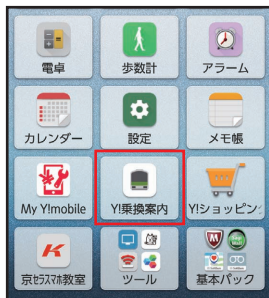 電卓
歩数計
アラーム
カレンダー
設定
メモ帳
My Y!mobile
Y!乗換案内
Y!ショッピン
京セラスマホ教室
ツール
基本パック